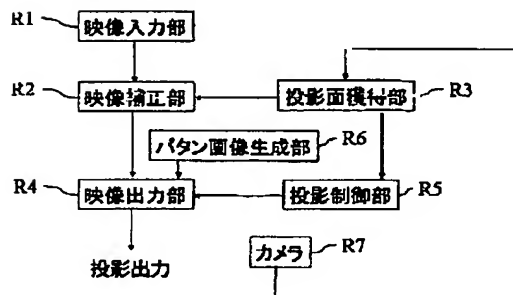 R1 映像入力部
R2 映像補正部 投影面獲得部 R3
パタン画像生成部 R6
R4 映像出力部 投影制御部 R5
投影出力 カメラ R7